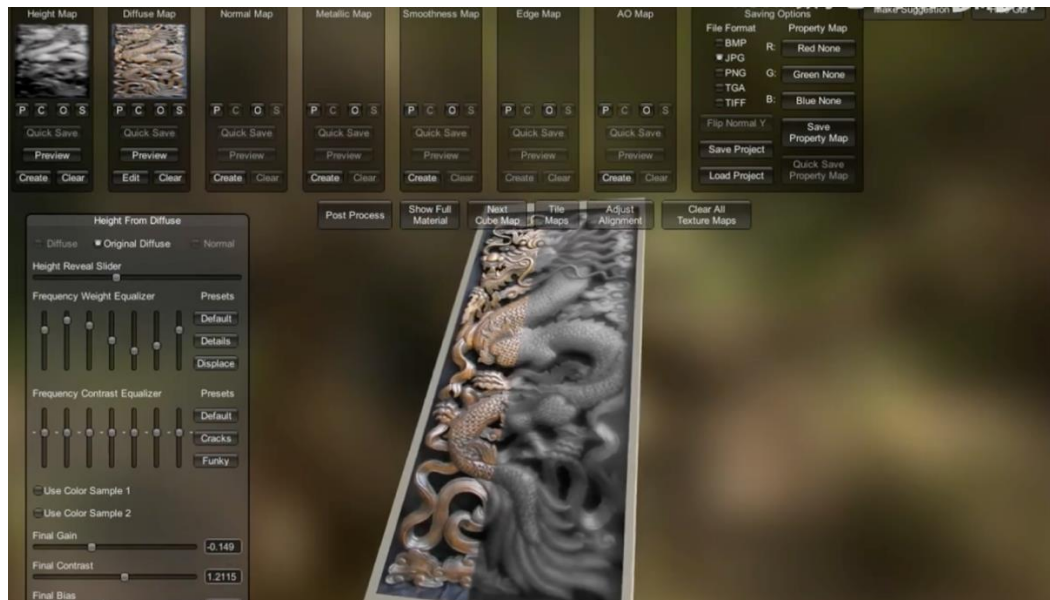 Height Map
Diffuse Map
Normal Map
Metallic Map
Smoothness Map
Edge Map
AO Map
P C O S
P C O S
P C O S
P C O S
P C O S
P C O S
P C O S
Quick Save
Quick Save
Quick Save
Quick Save
Quick Save
Quick Save
Quick Save
Preview
Preview
Preview
Preview
Preview
Preview
Preview
Create Clear
Edit Clear
Create Clear
Create Clear
Create Clear
Create Clear
Create Clear
Saving Options
File Format
Property Map
BMP
JPG
PNG
TGA
TIFF
R: Red None
G: Green None
B: Blue None
Flip Normal Y
Save Project
Load Project
Save
Property Map
Quick Save
Property Map
Make Suggestion
Post Process
Show Full
Material
Next
Cube Map
Tile
Maps
Adjust
Alignment
Clear All
Texture Maps
Height From Diffuse
Diffuse Original Diffuse Normal
Height Reveal Slider
Frequency Weight Equalizer Presets
Default
Details
Displace
Frequency Contrast Equalizer Presets
Default
Cracks
Funky
Use Color Sample 1
Use Color Sample 2
Final Gain
-0.149
Final Contrast
1.2115
Final Bias